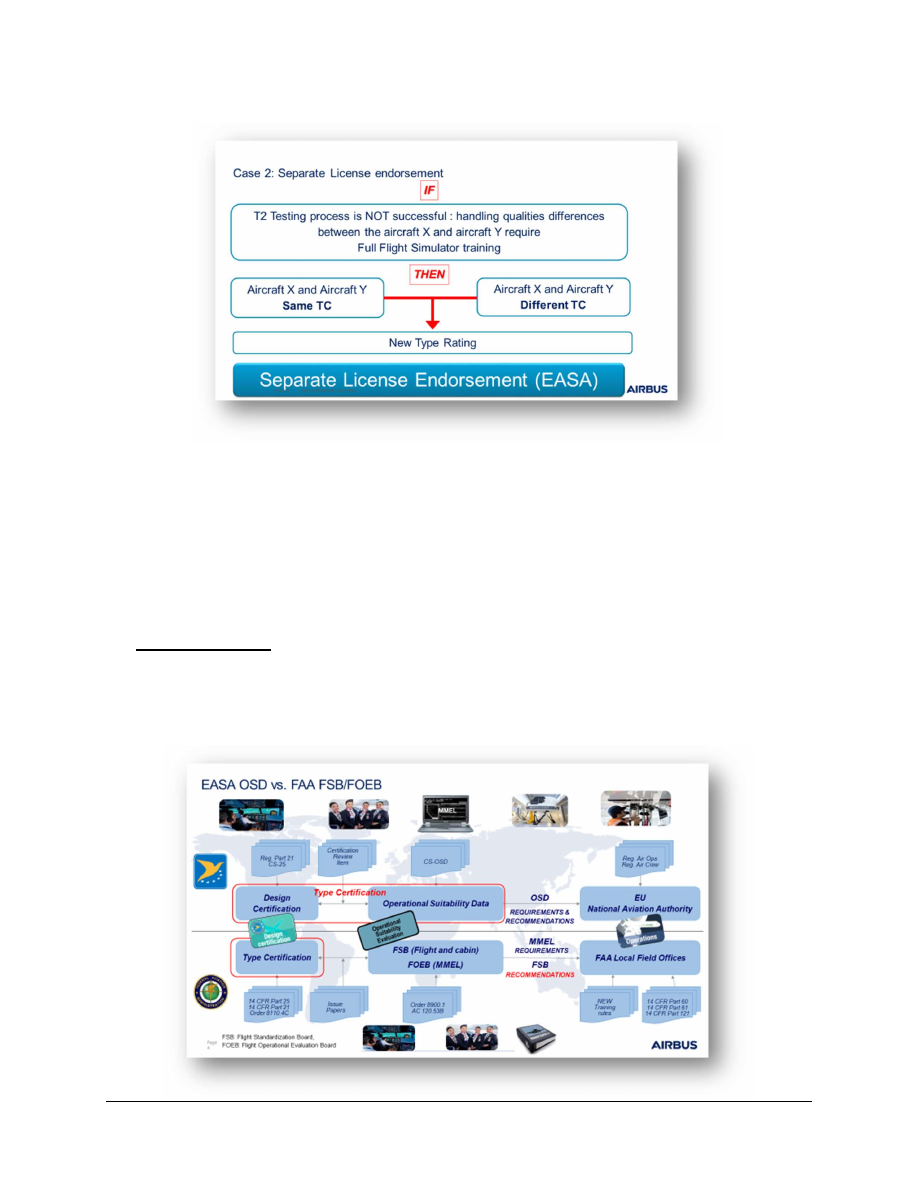 Case 2: Separate License endorsement
IF
T2 Testing process is NOT successful : handling qualities differences
between the aircraft X and aircraft Y require
Full Flight Simulator training
THEN
Aircraft X and Aircraft Y
Same TC
Aircraft X and Aircraft Y
Different TC
New Type Rating
Separate License Endorsement (EASA)
AIRBUS
EASA OSD vs. FAA FSB/FOEB
MMEL
Reg. Part 21
CS-25
Certification
Review
Item
CS-OSD
Reg. Air Ops
Reg. Air Crew
Type Certification
Design
Certification
Operational Suitability Data
OSD
REQUIREMENTS &
RECOMMENDATIONS
EU
National Aviation Authority
Design
certification
Operational
Suitability
Evaluation
Operations
Type Certification
FSB (Flight and cabin)
FOEB (MMEL)
MMEL
REQUIREMENTS
FSB
RECOMMENDATIONS
FAA Local Field Offices
14 CFR Part 25
14 CFR Part 21
Order 8110.4C
Issue
Papers
Order 8900 1
AC 120.53B
NEW
Training
rules
14 CFR Part 60
14 CFR Part 61
14 CFR Part 121
Page
FSB: Flight Standardization Board,
FOEB: Flight Operational Evaluation Board
AIRBUS